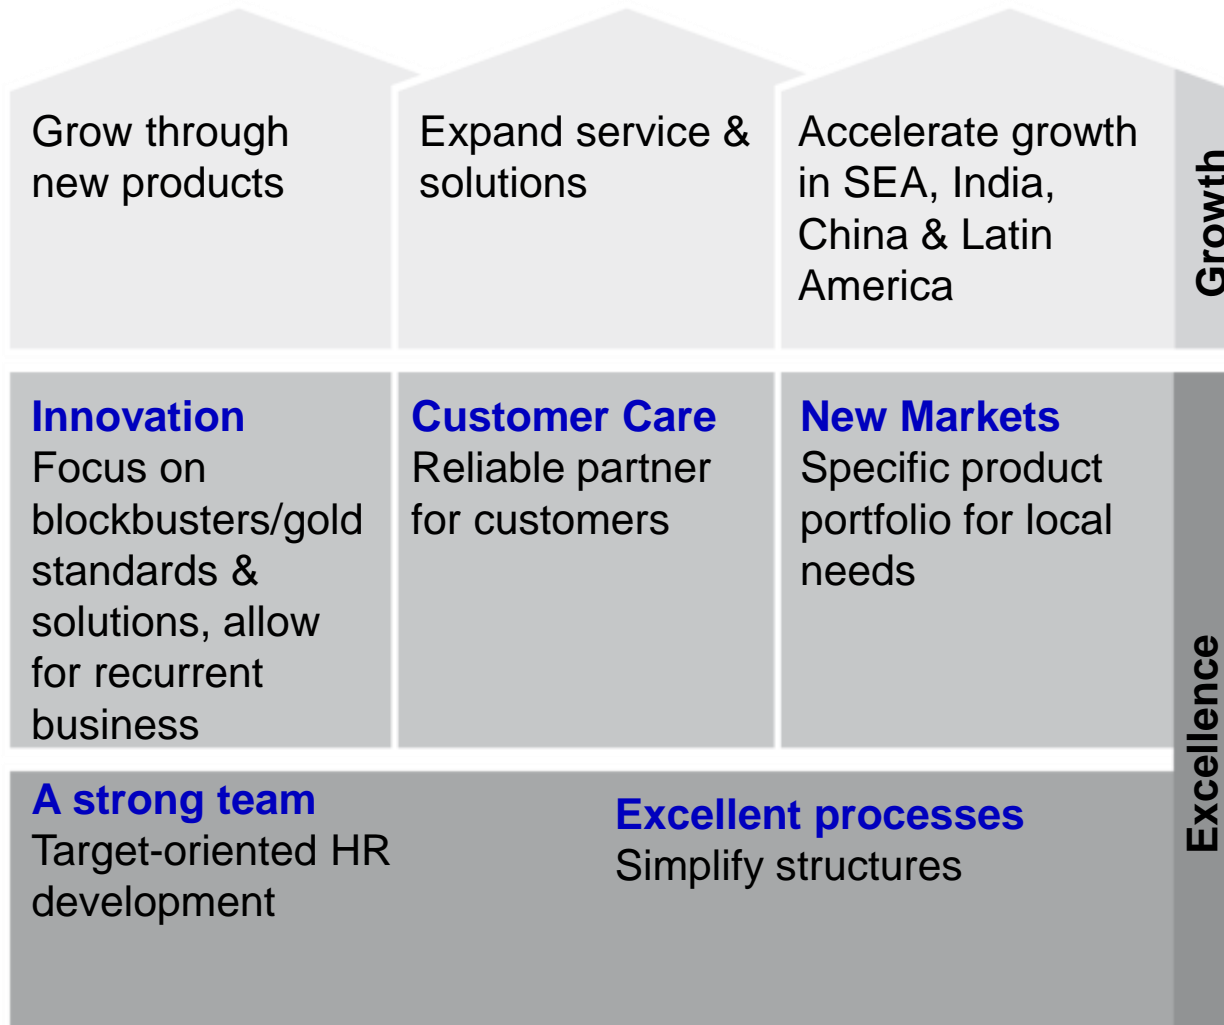 Grow through
new products
Expand service &
solutions
Accelerate growth
in SEA, India,
China & Latin
America
Growth
Innovation
Focus on
blockbusters/gold
standards &
solutions, allow
for recurrent
business
Customer Care
Reliable partner
for customers
New Markets
Specific product
portfolio for local
needs
Excellence
A strong team
Target-oriented HR
development
Excellent processes
Simplify structures